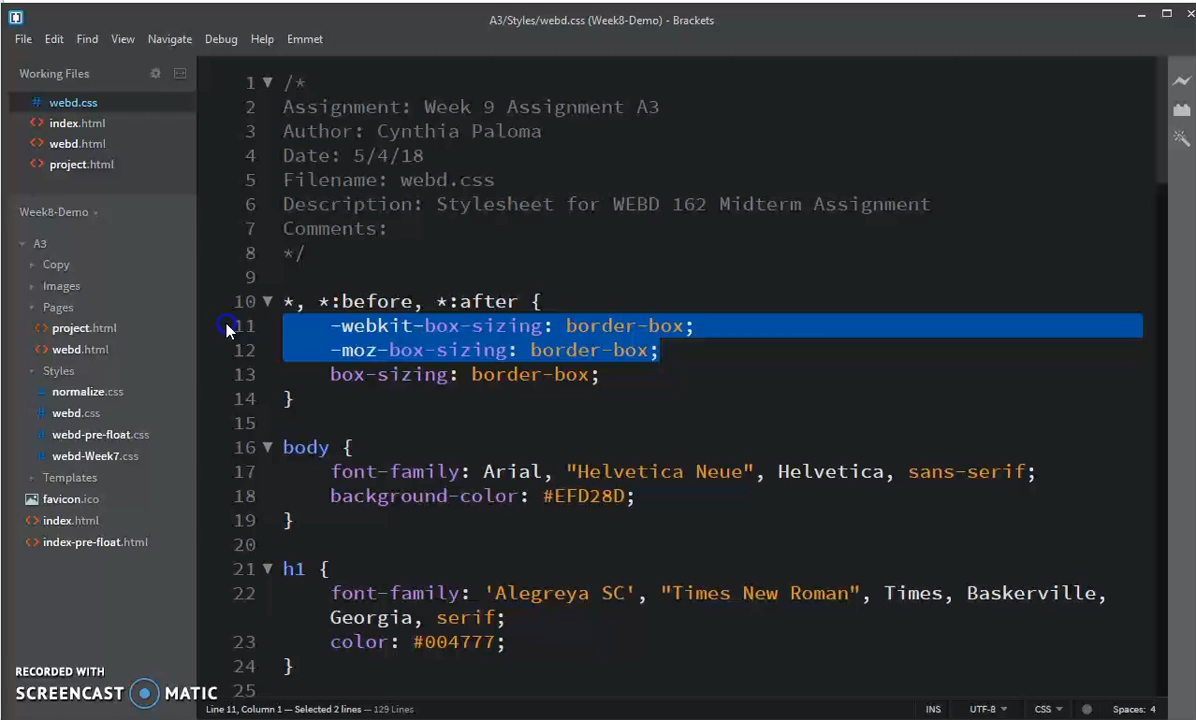 A3/Styles/webd.css (Week8-Demo) - Brackets
File Edit Find View Navigate Debug Help Emmet
Working Files
# webd.css
<> index.html
<> webd.html
<> project.html
Week8-Demo
A3
Copy
Images
Pages
<> project.html
<> webd.html
Styles
# normalize.css
# webd.css
# webd-pre-float.css
# webd-Week7.css
Templates
favicon.ico
<> index.html
<> index-pre-float.html
1 /*
2 Assignment: Week 9 Assignment A3
3 Author: Cynthia Paloma
4 Date: 5/4/18
5 Filename: webd.css
6 Description: Stylesheet for WEBD 162 Midterm Assignment
7 Comments:
8 */
9
10 *, *:before, *:after {
11 -webkit-box-sizing: border-box;
12 -moz-box-sizing: border-box;
13 box-sizing: border-box;
14 }
15
16 body {
17 font-family: Arial, "Helvetica Neue", Helvetica, sans-serif;
18 background-color: #EFD28D;
19 }
20
21 h1 {
22 font-family: 'Alegreya SC', "Times New Roman", Times, Baskerville,
Georgia, serif;
23 color: #004777;
24 }
25
RECORDED WITH
SCREENCAST MATIC
Line 11, Column 1 — Selected 2 lines — 129 Lines
INS UTF-8 CSS Spaces: 4